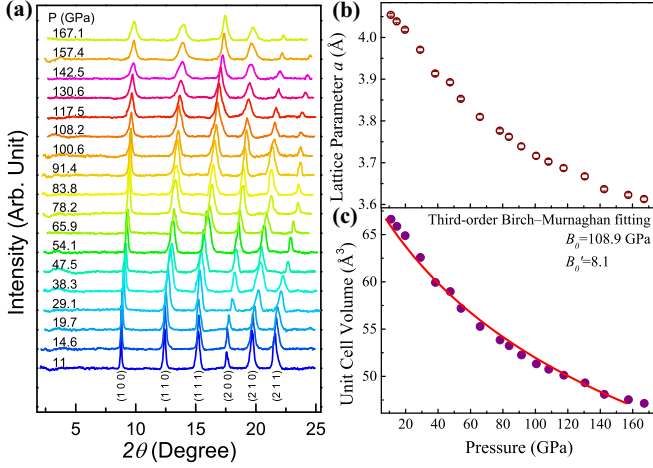 (a)
P (GPa)
167.1
157.4
142.5
130.6
117.5
108.2
100.6
91.4
83.8
78.2
65.9
54.1
47.5
38.3
29.1
19.7
14.6
11
(1 0 0)
(1 1 0)
(1 1 1)
(2 0 0)
(2 1 0)
(2 1 1)
5
10
15
20
25
2θ (Degree)
Intensity (Arb. Unit)
(b)
4.0
3.9
3.8
3.7
3.6
Lattice Parameter a (Å)
(c)
Third-order Birch–Murnaghan fitting
B₀=108.9 GPa
B₀'=8.1
65
60
55
50
Unit Cell Volume (Å³)
20
40
60
80
100
120
140
160
Pressure (GPa)